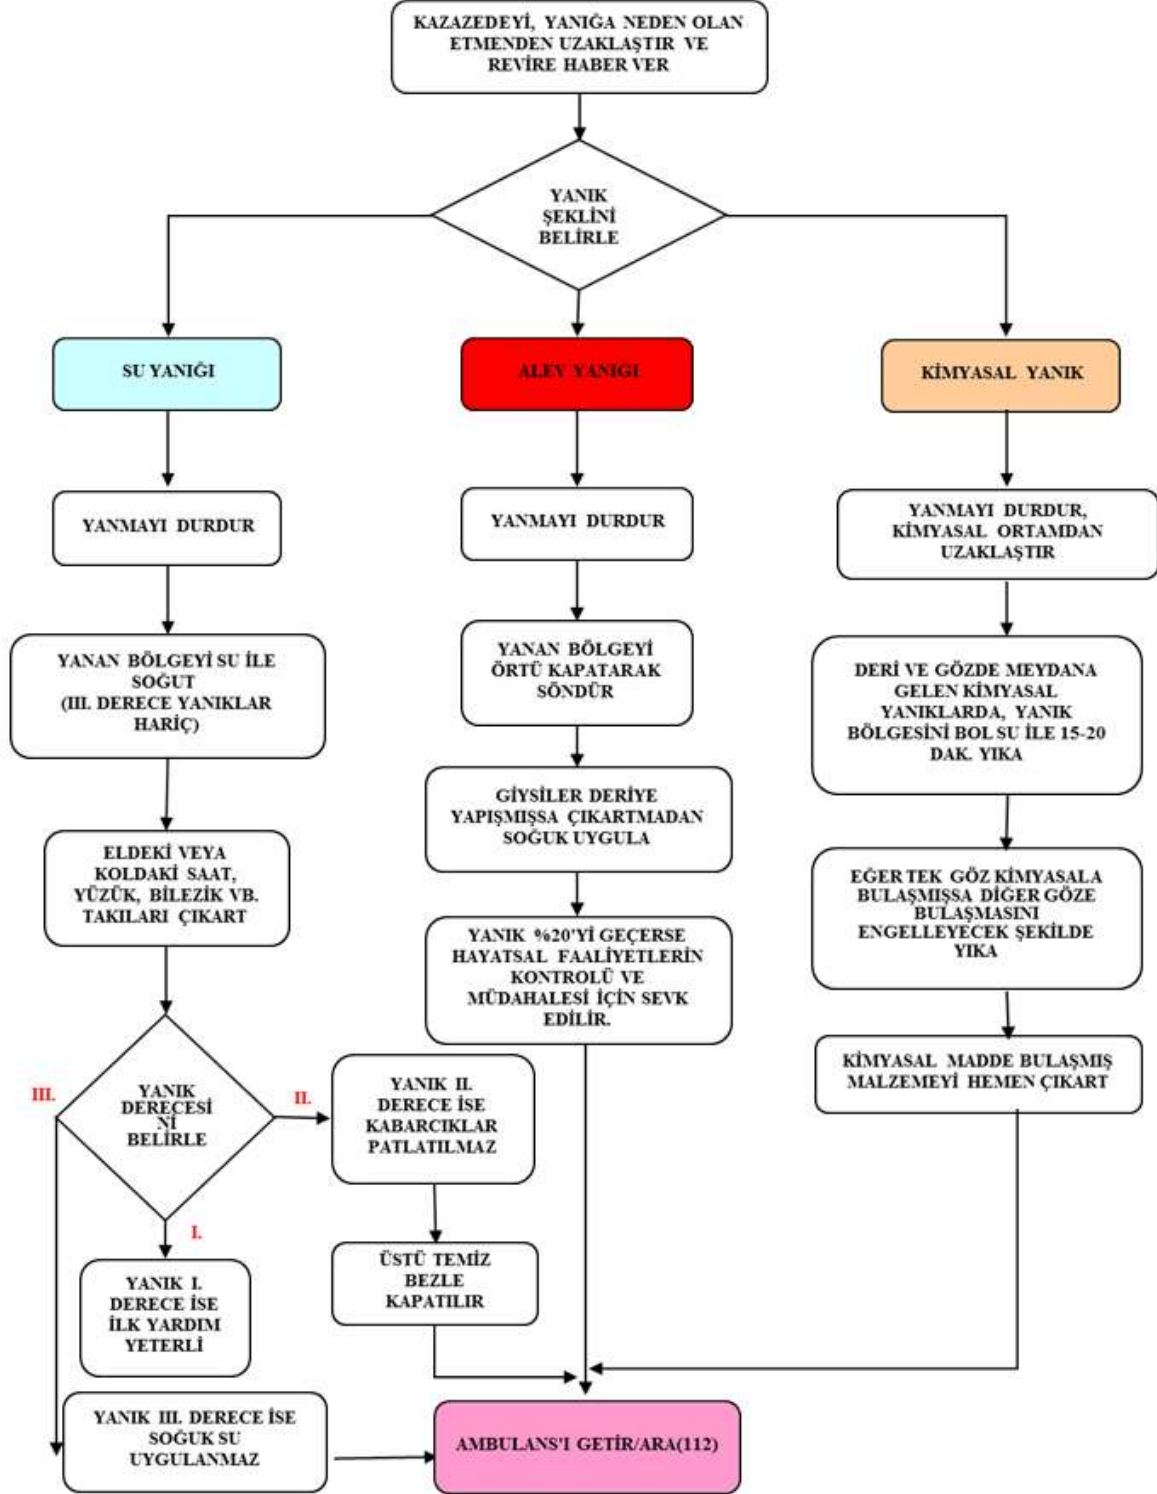 KAZAZEDEYİ, YANIĞA NEDEN OLAN
ETMENDEN UZAKLAŞTIR VE
REVİRE HABER VER
YANIK
ŞEKLİNİ
BELİRLE
SU YANIĞI
ALEV YANIĞI
KİMYASAL YANIK
YANMAYI DURDUR
YANMAYI DURDUR
YANMAYI DURDUR,
KİMYASAL ORTAMDAN
UZAKLAŞTIR
YANAN BÖLGEYİ SU İLE
SOĞUT
(III. DERECE YANIKLAR
HARİÇ)
YANAN BÖLGEYİ
ÖRTÜ KAPATARAK
SÖNDÜR
DERİ VE GÖZDE MEYDANA
GELEN KİMYASAL
YANIKLARDA, YANIK
BÖLGESİNİ BOL SU İLE 15-20
DAK. YIKA
GİYSİLER DERİYE
YAPIŞMIŞSA ÇIKARTMADAN
SOĞUK UYGULA
ELDEKİ VEYA
KOLDAKİ SAAT,
YÜZÜK, BİLEZİK VB.
TAKILARI ÇIKART
EĞER TEK GÖZ KİMYASALA
BULAŞMIŞSA DİĞER GÖZE
BULAŞMASINI
ENGELLEYECEK ŞEKİLDE
YIKA
YANIK %20'Yİ GEÇERSE
HAYATSAL FAALİYETLERİN
KONTROLÜ VE
MÜDAHALESİ İÇİN SEVK
EDİLİR.
KİMYASAL MADDE BULAŞMIŞ
MALZEMEYİ HEMEN ÇIKART
YANIK
DERECESİ
Nİ
BELİRLE
III.
II.
I.
YANIK II.
DERECE İSE
KABARCIKLAR
PATLATILMAZ
ÜSTÜ TEMİZ
BEZLE
KAPATILIR
YANIK I.
DERECE İSE
İLK YARDIM
YETERLİ
YANIK III. DERECE İSE
SOĞUK SU
UYGULANMAZ
AMBULANS'I GETİR/ARA(112)